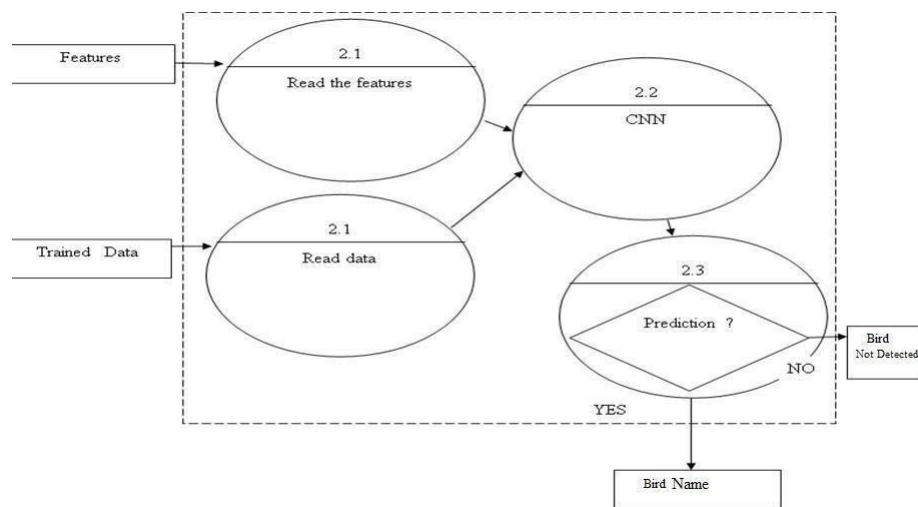 Features
2.1
Read the features
2.2
CNN
Trained Data
2.1
Read data
2.3
Prediction ?
Bird
Not Detected
NO
YES
Bird Name